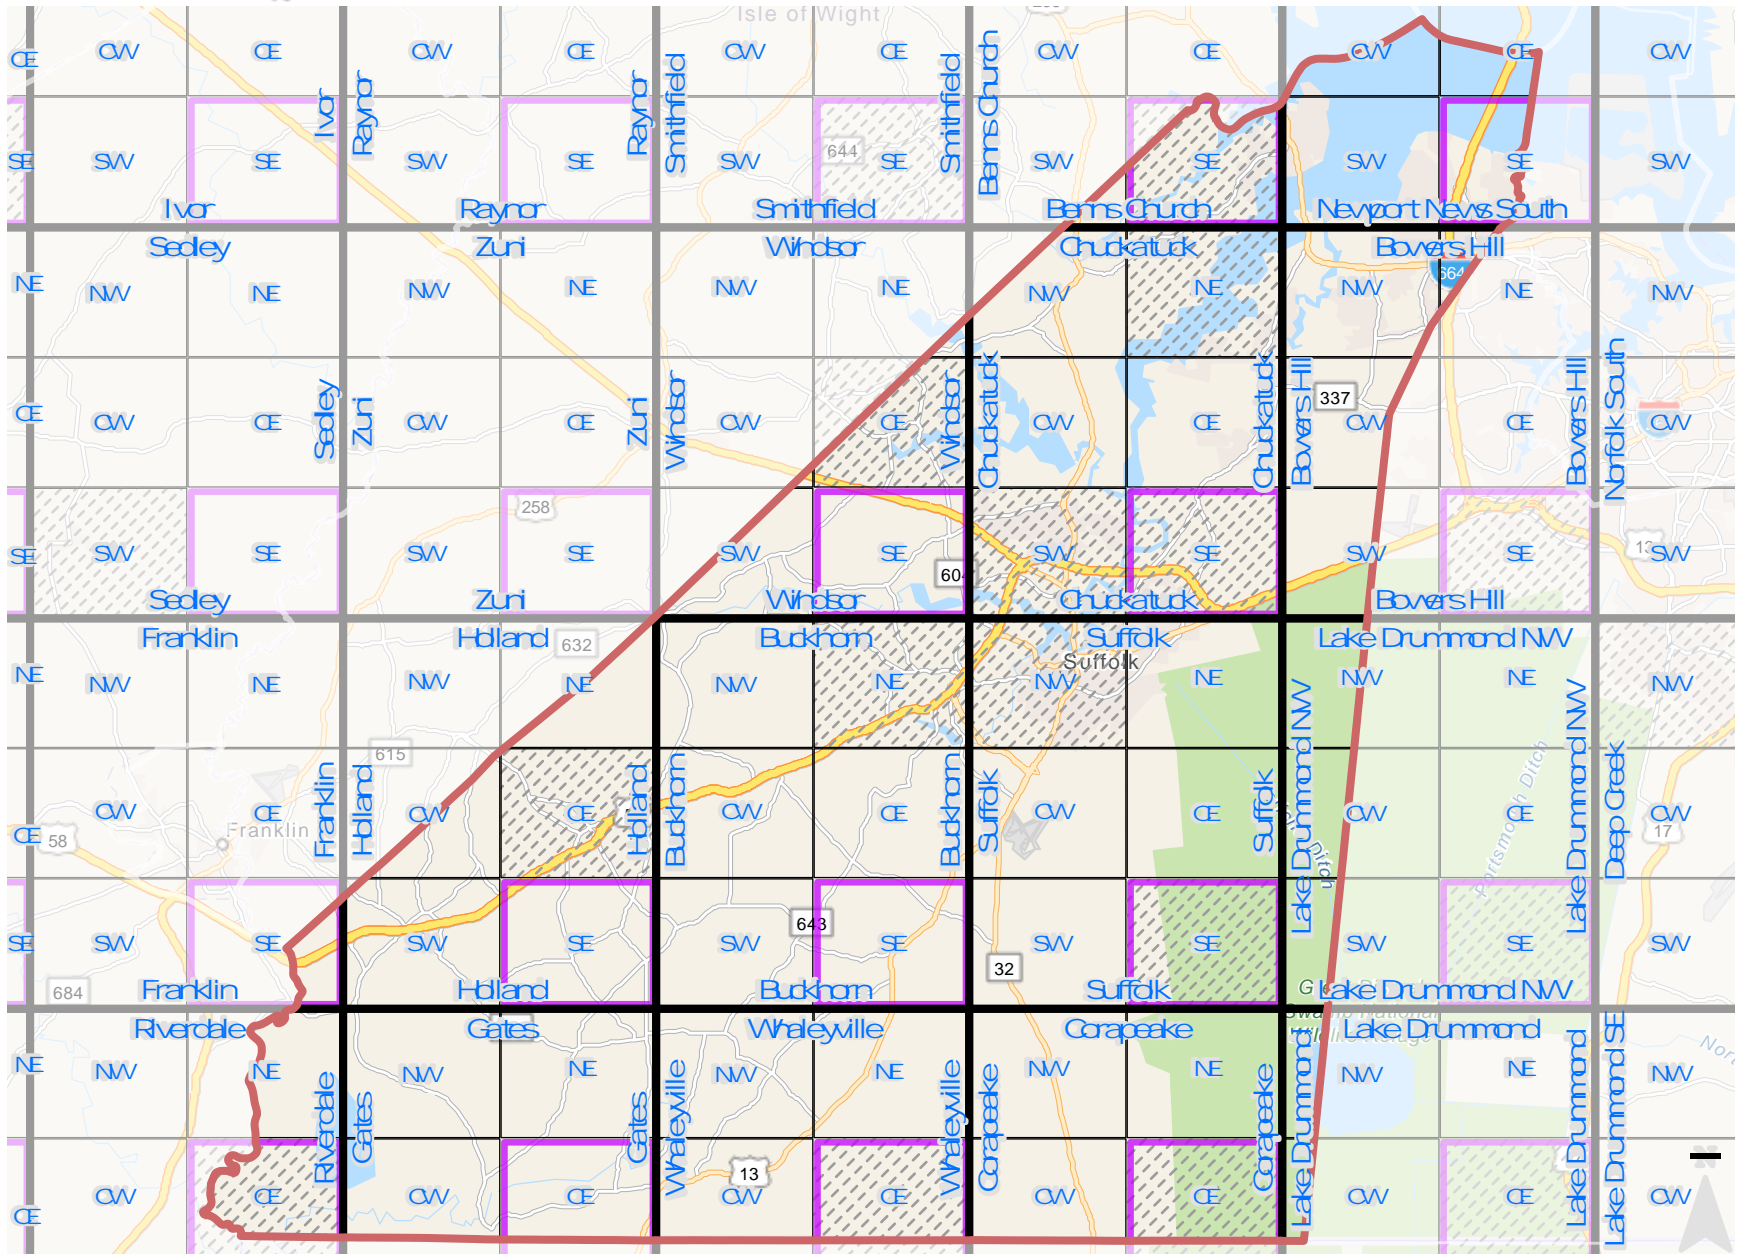 Isle of Wight
CE CW CE CW CE CW CE CW CE CW CE CW
Ivor Raynor Raynor Smithfield Smithfield Benns Church
644
SE SW SE SW SE SW SE SW SE SW SE SW
Ivor Raynor Smithfield Benns Church Newport News South
Sedley Zuni Windsor Chuckatuck Bowers Hill
664
NE NW NE NW NE NW NE NW NE NW NE NW
Sedley Zuni Zuni Windsor Windsor Chuckatuck Chuckatuck Bowers Hill Bowers Hill Norfolk South
337
CE CW CE CW CE CW CE CW CE CW CE CW
258
SE SW SE SW SE SW SE SW SE SW SE SW
604
13
Sedley Zuni Windsor Chuckatuck Bowers Hill
Franklin Holland Buckhorn Suffolk Lake Drummond NW
632
Suffolk
NE NW NE NW NE NW NE NW NE NW NE NW
615
Franklin Holland Holland Buckhorn Buckhorn Suffolk Suffolk Lake Drummond NW Lake Drummond NW Deep Creek
Portsmouth Ditch
Ditch
CE CW CE CW CE CW CE CW CE CW CE CW
58
Franklin
17
643
SE SW SE SW SE SW SE SW SE SW SE SW
32
684
Franklin Holland Buckhorn Suffolk Lake Drummond NW
Riverdale Gates Whaleyville Corapeake Lake Drummond
NE NW NE NW NE NW NE NW NE NW NE NW
Riverdale Gates Gates Whaleyville Whaleyville Corapeake Corapeake Lake Drummond Lake Drummond Lake Drummond SE
13
CE CW CE CW CE CW CE CW CE CW CE CW